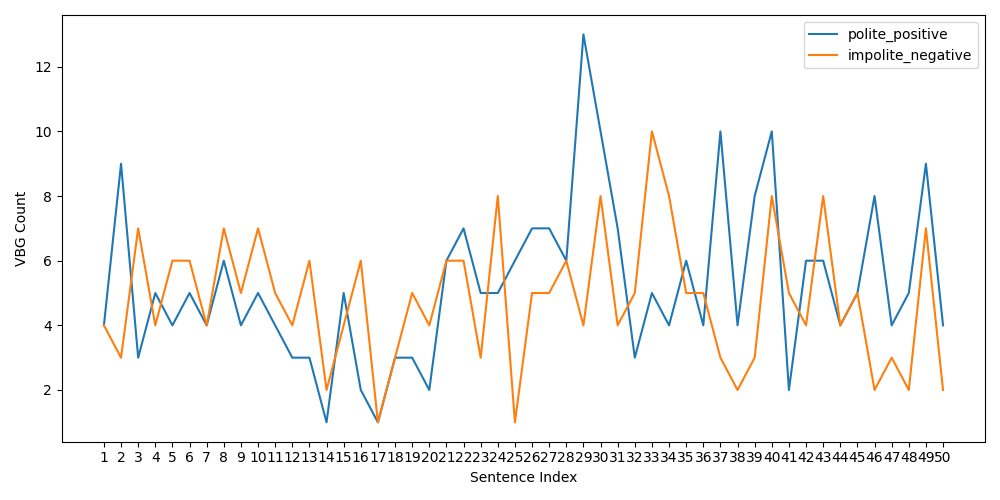 polite_positive
impolite_negative
VBG Count
12
10
8
6
4
2
1 2 3 4 5 6 7 8 9 10 11 12 13 14 15 16 17 18 19 20 21 22 23 24 25 26 27 28 29 30 31 32 33 34 35 36 37 38 39 40 41 42 43 44 45 46 47 48 49 50
Sentence Index